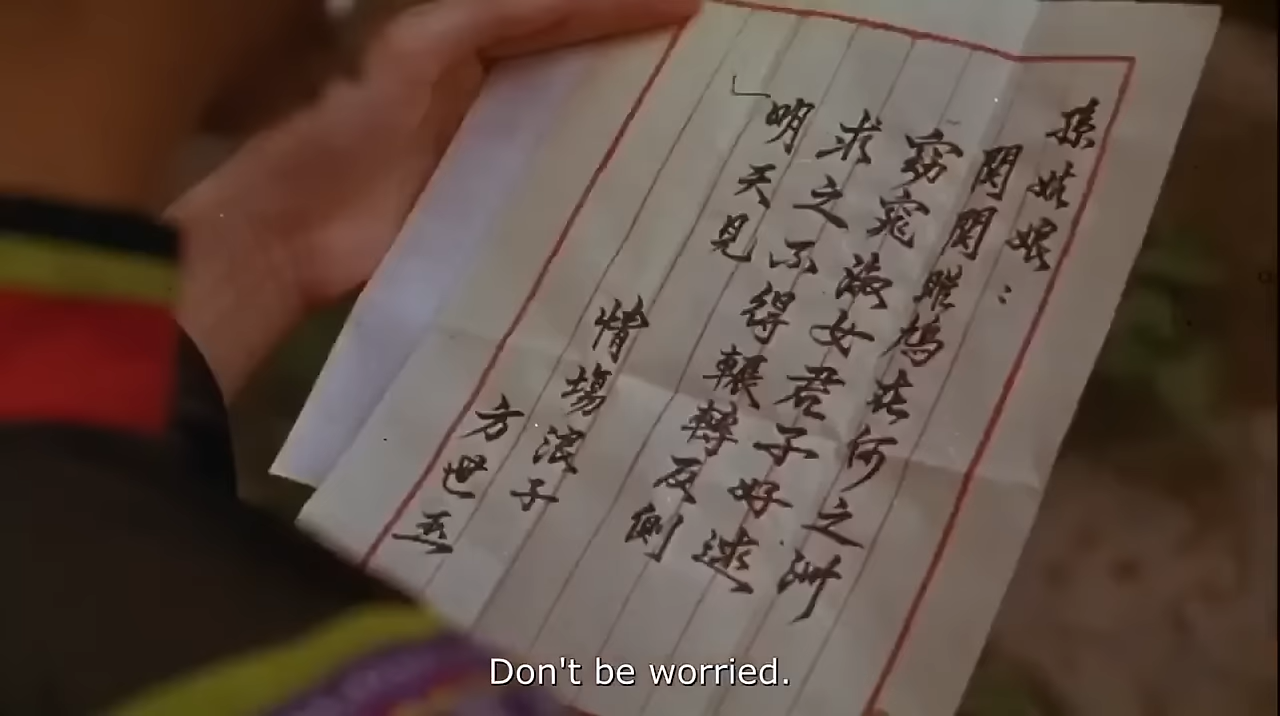 孫姑娘：
關關雎鳩在何之洲
窈窕淑女君子好逑
求之不得輾轉反側
明天見
情場浪子
方世玉
Don't be worried.